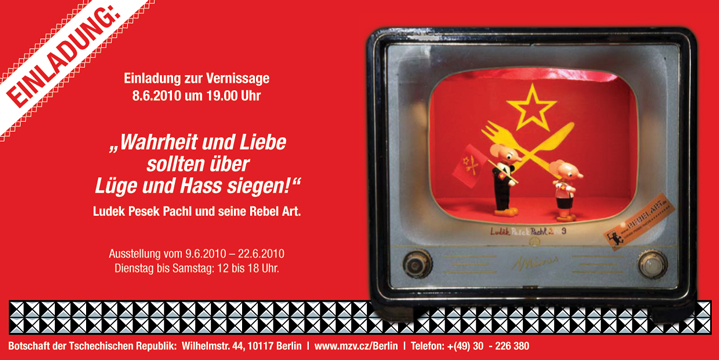 EINLADUNG:
Einladung zur Vernissage
8.6.2010 um 19.00 Uhr
„Wahrheit und Liebe
sollten über
Lüge und Hass siegen!“
Ludek Pesek Pachl und seine Rebel Art.
Ausstellung vom 9.6.2010 – 22.6.2010
Dienstag bis Samstag: 12 bis 18 Uhr.
Ludek Pesek Pachl
Botschaft der Tschechischen Republik: Wilhelmstr. 44, 10117 Berlin I www.mzv.cz/Berlin I Telefon: +(49) 30 - 226 380